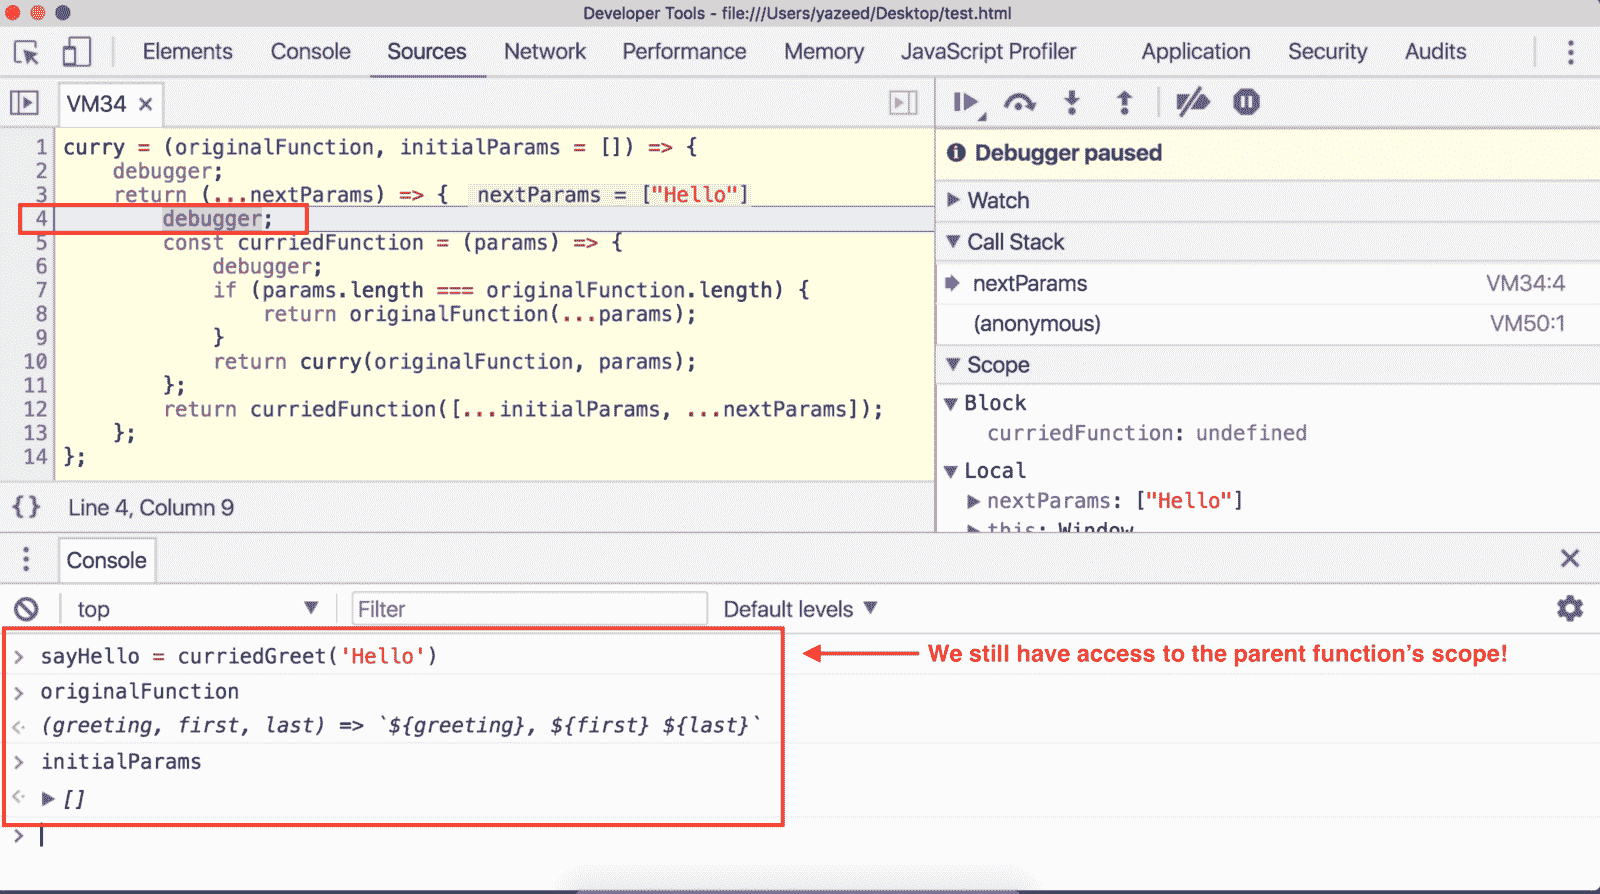 Developer Tools - file:///Users/yazeed/Desktop/test.html
Elements Console Sources Network Performance Memory JavaScript Profiler Application Security Audits
VM34 ×
1 curry = (originalFunction, initialParams = []) => {
2 debugger;
3 return (...nextParams) => { nextParams = ["Hello"]
4 debugger;
5 const curriedFunction = (params) => {
6 debugger;
7 if (params.length === originalFunction.length) {
8 return originalFunction(...params);
9 }
10 return curry(originalFunction, params);
11 };
12 return curriedFunction([...initialParams, ...nextParams]);
13 };
14 };
{} Line 4, Column 9
Debugger paused
Watch
Call Stack
nextParams VM34:4
(anonymous) VM50:1
Scope
Block
curriedFunction: undefined
Local
nextParams: ["Hello"]
this: Window
Console
top Filter Default levels
> sayHello = curriedGreet('Hello')
We still have access to the parent function's scope!
> originalFunction
(greeting, first, last) => `${greeting}, ${first} ${last}`
> initialParams
[]
>